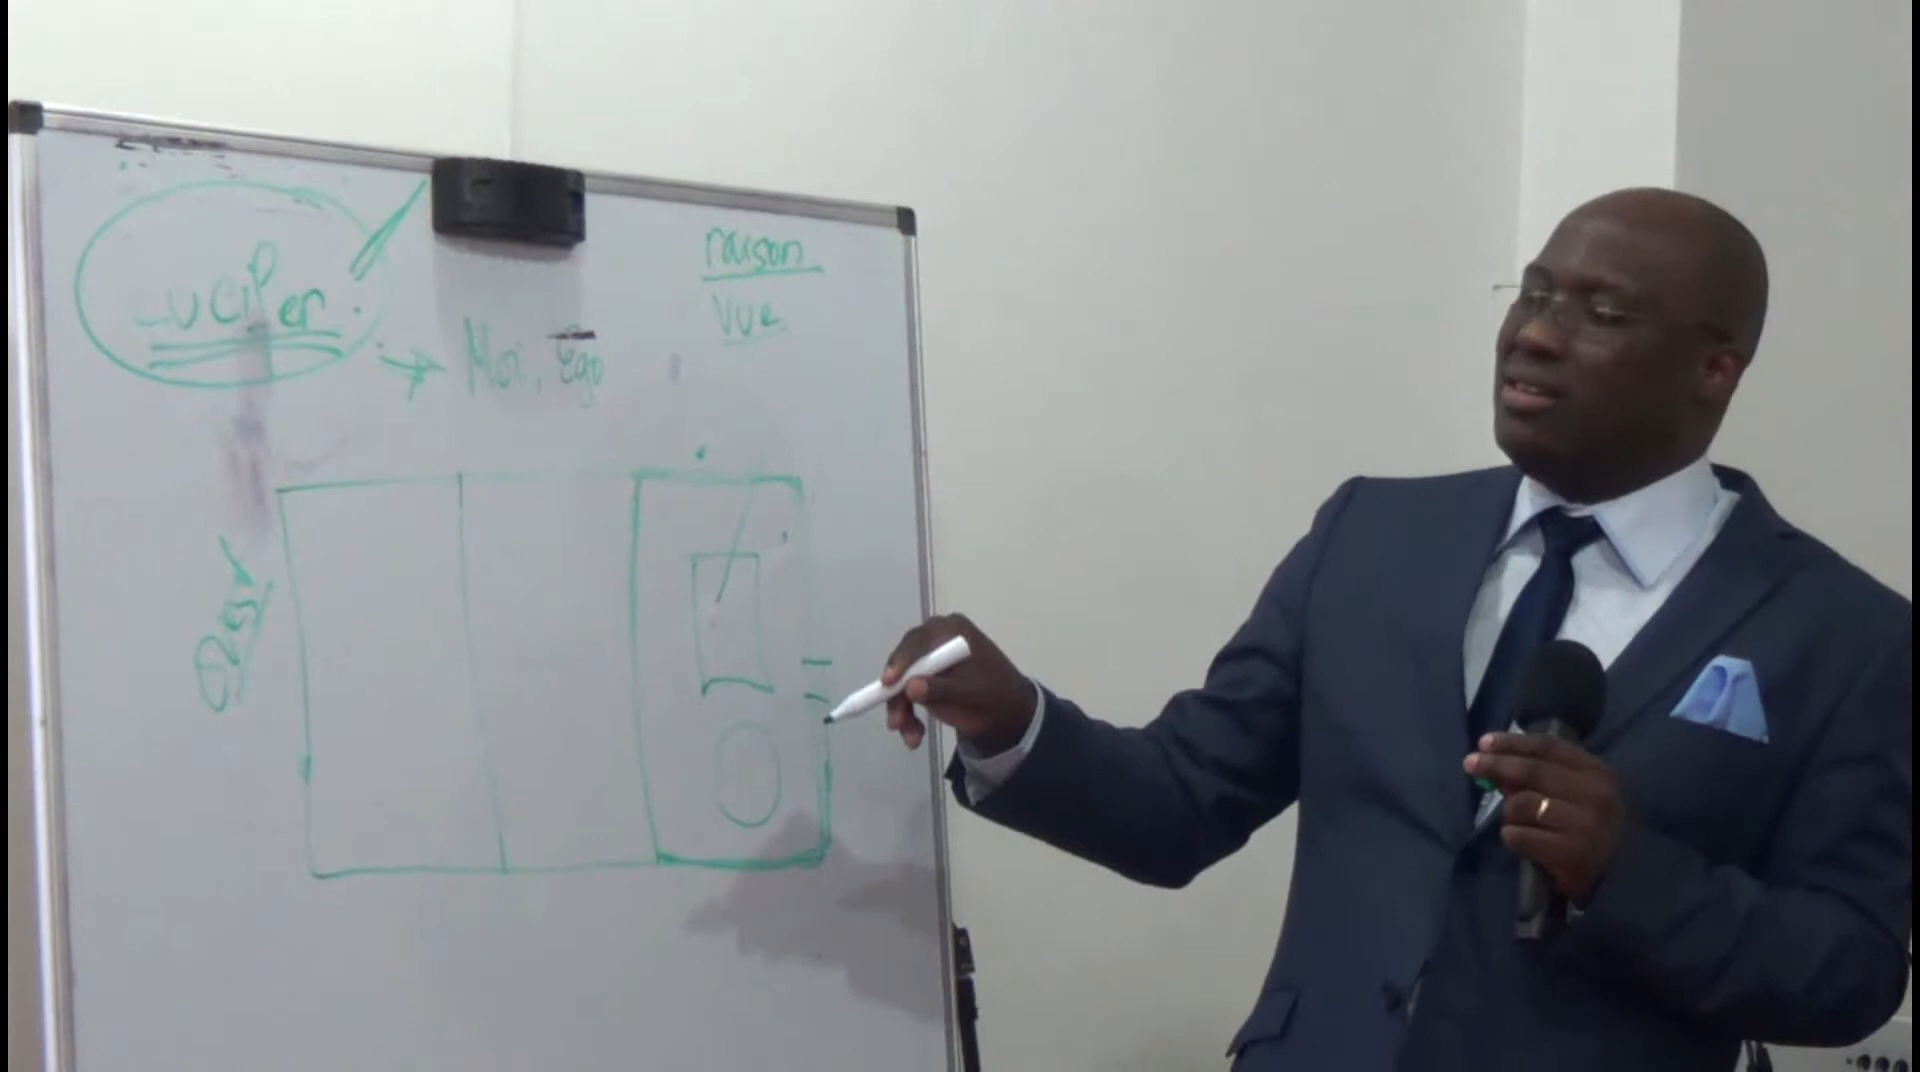 Lucifer.
→ Moi, Ego
raison
vue